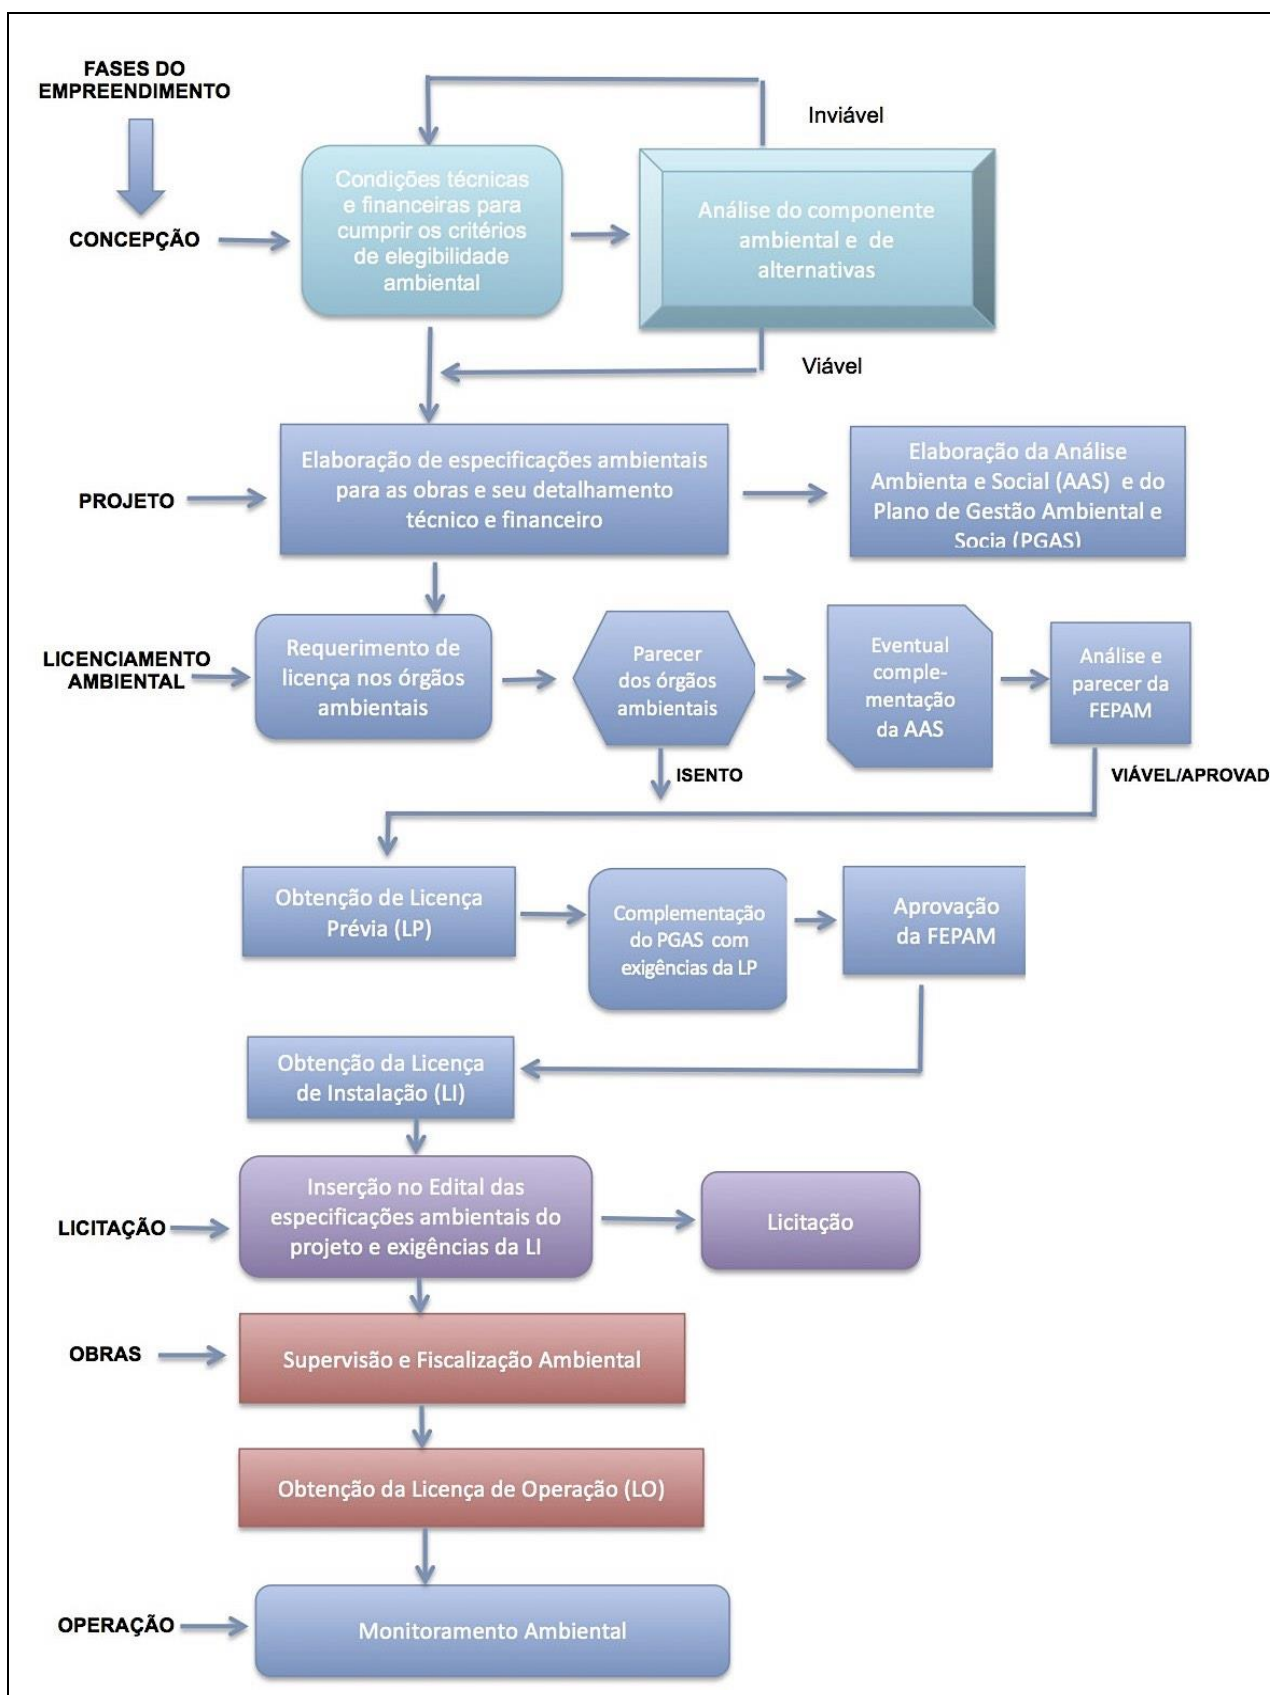 FASES DO
EMPREENDIMENTO
Inviável
Condições técnicas
e financeiras para
cumprir os critérios
de elegibilidade
ambiental
Análise do componente
ambiental e de
alternativas
CONCEPÇÃO
Viável
PROJETO
Elaboração de especificações ambientais
para as obras e seu detalhamento
técnico e financeiro
Elaboração da Análise
Ambienta e Social (AAS) e do
Plano de Gestão Ambiental e
Socia (PGAS)
LICENCIAMENTO
AMBIENTAL
Requerimento de
licença nos órgãos
ambientais
Parecer
dos órgãos
ambientais
Eventual
comple-
mentação
da AAS
Análise e
parecer da
FEPAM
ISENTO
VIÁVEL/APROVAD
Obtenção de Licença
Prévia (LP)
Complementação
do PGAS com
exigências da LP
Aprovação
da FEPAM
Obtenção da Licença
de Instalação (LI)
LICITAÇÃO
Inserção no Edital das
especificações ambientais do
projeto e exigências da LI
Licitação
OBRAS
Supervisão e Fiscalização Ambiental
Obtenção da Licença de Operação (LO)
OPERAÇÃO
Monitoramento Ambiental